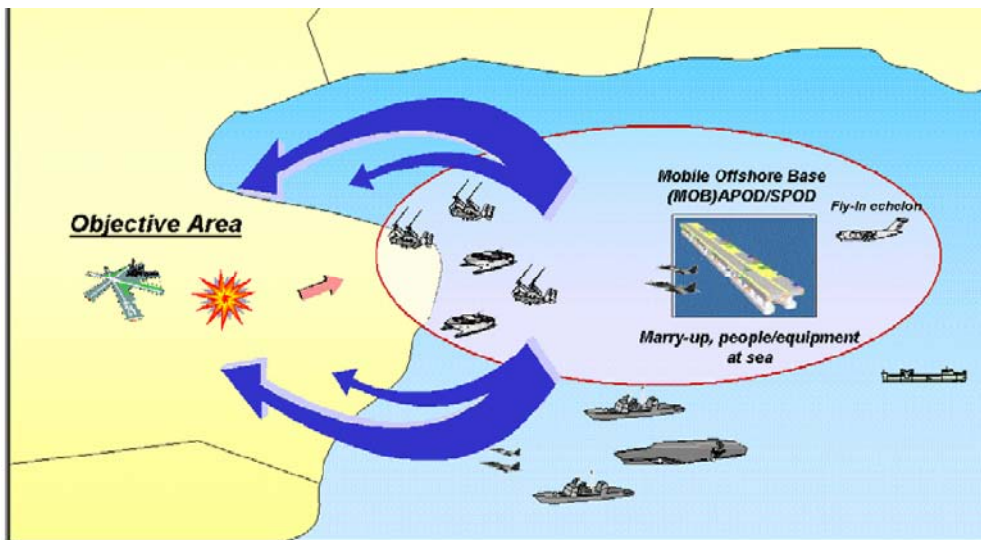 Objective Area
Mobile Offshore Base
(MOB)APOD/SPOD
Fly-In echelon
Marry-up, people/equipment
at sea